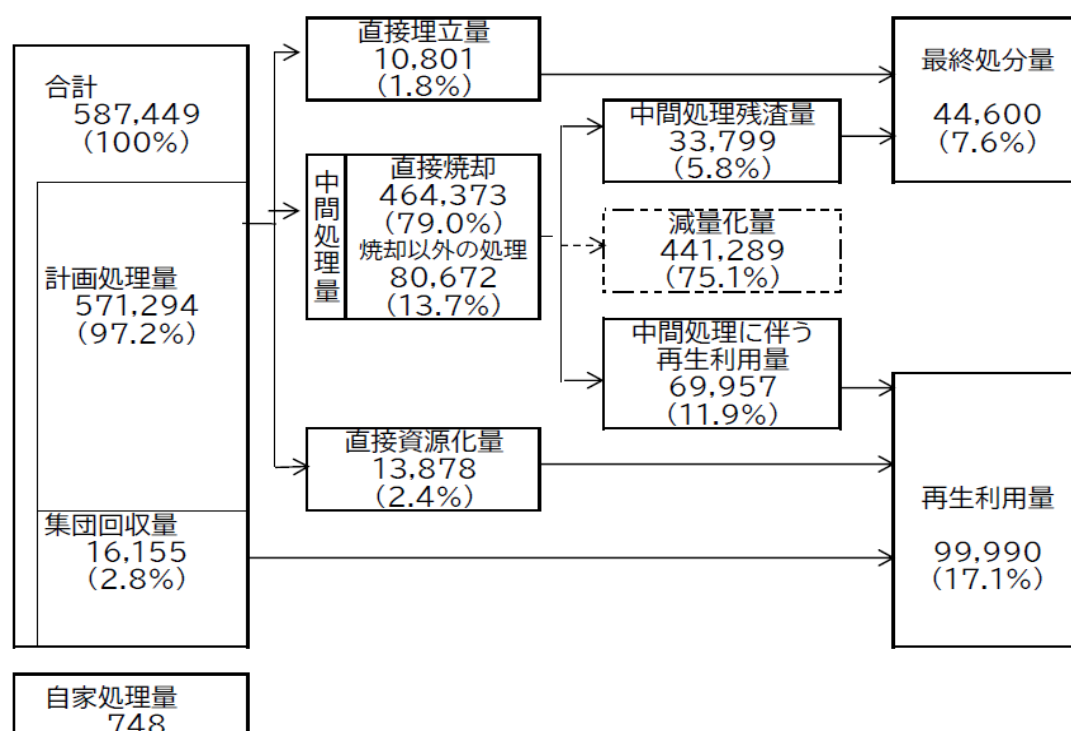 合計
587,449
(100%)
計画処理量
571,294
(97.2%)
集団回収量
16,155
(2.8%)
自家処理量
748
直接埋立量
10,801
(1.8%)
中間処理量
直接焼却
464,373
(79.0%)
焼却以外の処理
80,672
(13.7%)
直接資源化量
13,878
(2.4%)
中間処理残渣量
33,799
(5.8%)
減量化量
441,289
(75.1%)
中間処理に伴う
再生利用量
69,957
(11.9%)
最終処分量
44,600
(7.6%)
再生利用量
99,990
(17.1%)